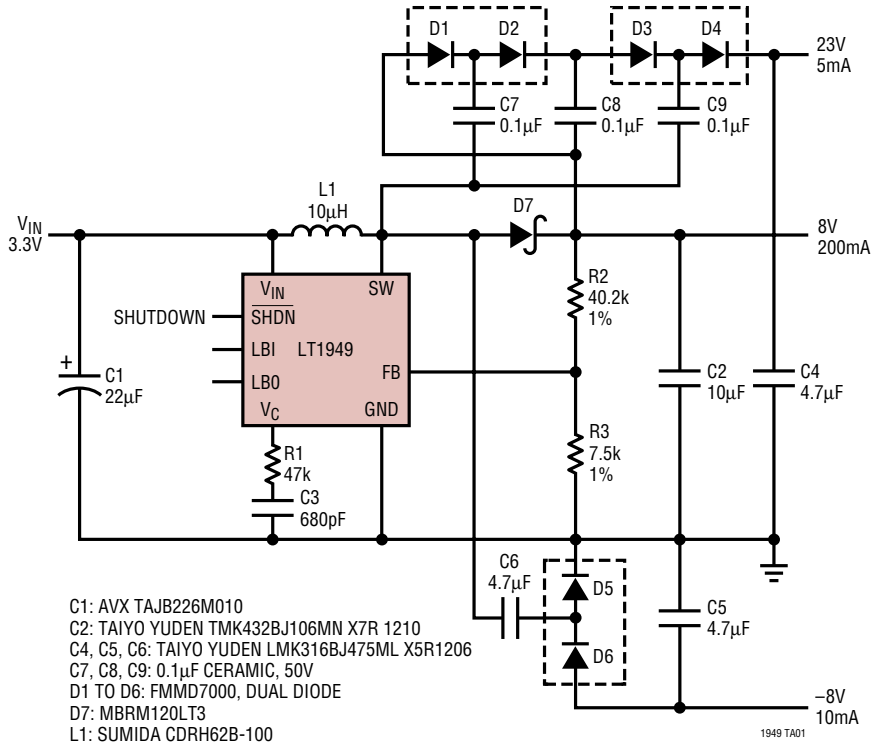 D1
D2
D3
D4
23V
5mA
C7
0.1µF
C8
0.1µF
C9
0.1µF
L1
10µH
D7
VIN
3.3V
8V
200mA
VIN
SW
SHUTDOWN
SHDN
LBI
LT1949
LB0
FB
VC
GND
R2
40.2k
1%
+
C1
22µF
C2
10µF
C4
4.7µF
R1
47k
R3
7.5k
1%
C3
680pF
C6
4.7µF
D5
D6
C5
4.7µF
C1: AVX TAJB226M010
C2: TAIYO YUDEN TMK432BJ106MN X7R 1210
C4, C5, C6: TAIYO YUDEN LMK316BJ475ML X5R1206
C7, C8, C9: 0.1µF CERAMIC, 50V
D1 TO D6: FMMD7000, DUAL DIODE
D7: MBRM120LT3
L1: SUMIDA CDRH62B-100
–8V
10mA
1949 TA01